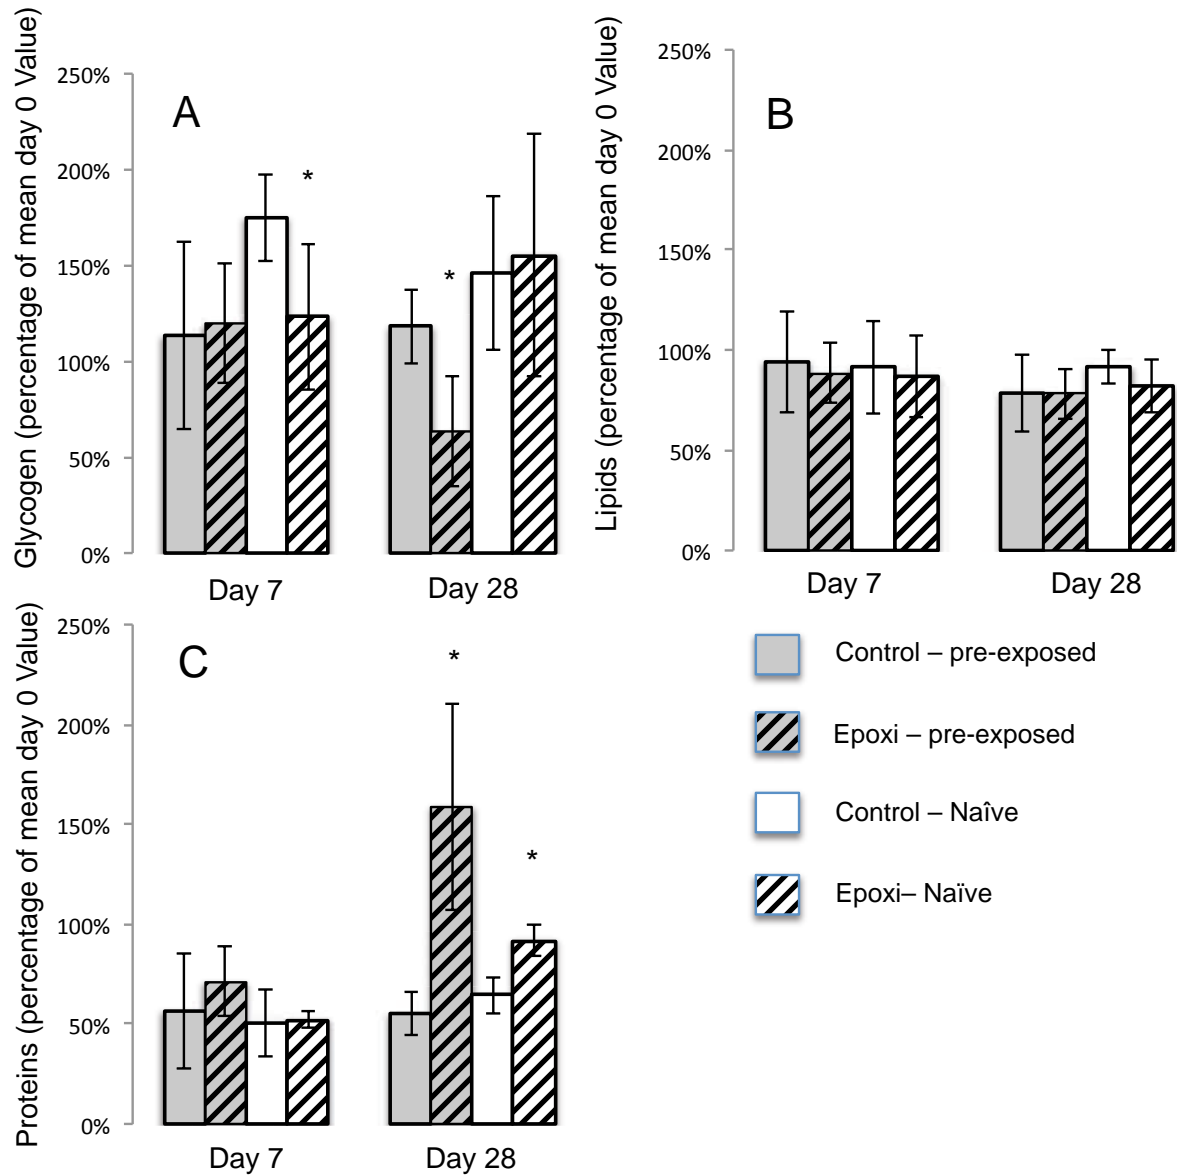 Glycogen (percentage of mean day 0 Value)
250%
200%
150%
100%
50%
0%
A
*
*
Day 7
Day 28
Lipids (percentage of mean day 0 Value)
250%
200%
150%
100%
50%
0%
B
Day 7
Day 28
Proteins (percentage of mean day 0 Value)
250%
200%
150%
100%
50%
0%
C
*
*
Day 7
Day 28
Control – pre-exposed
Epoxi – pre-exposed
Control – Naîve
Epoxi– Naïve